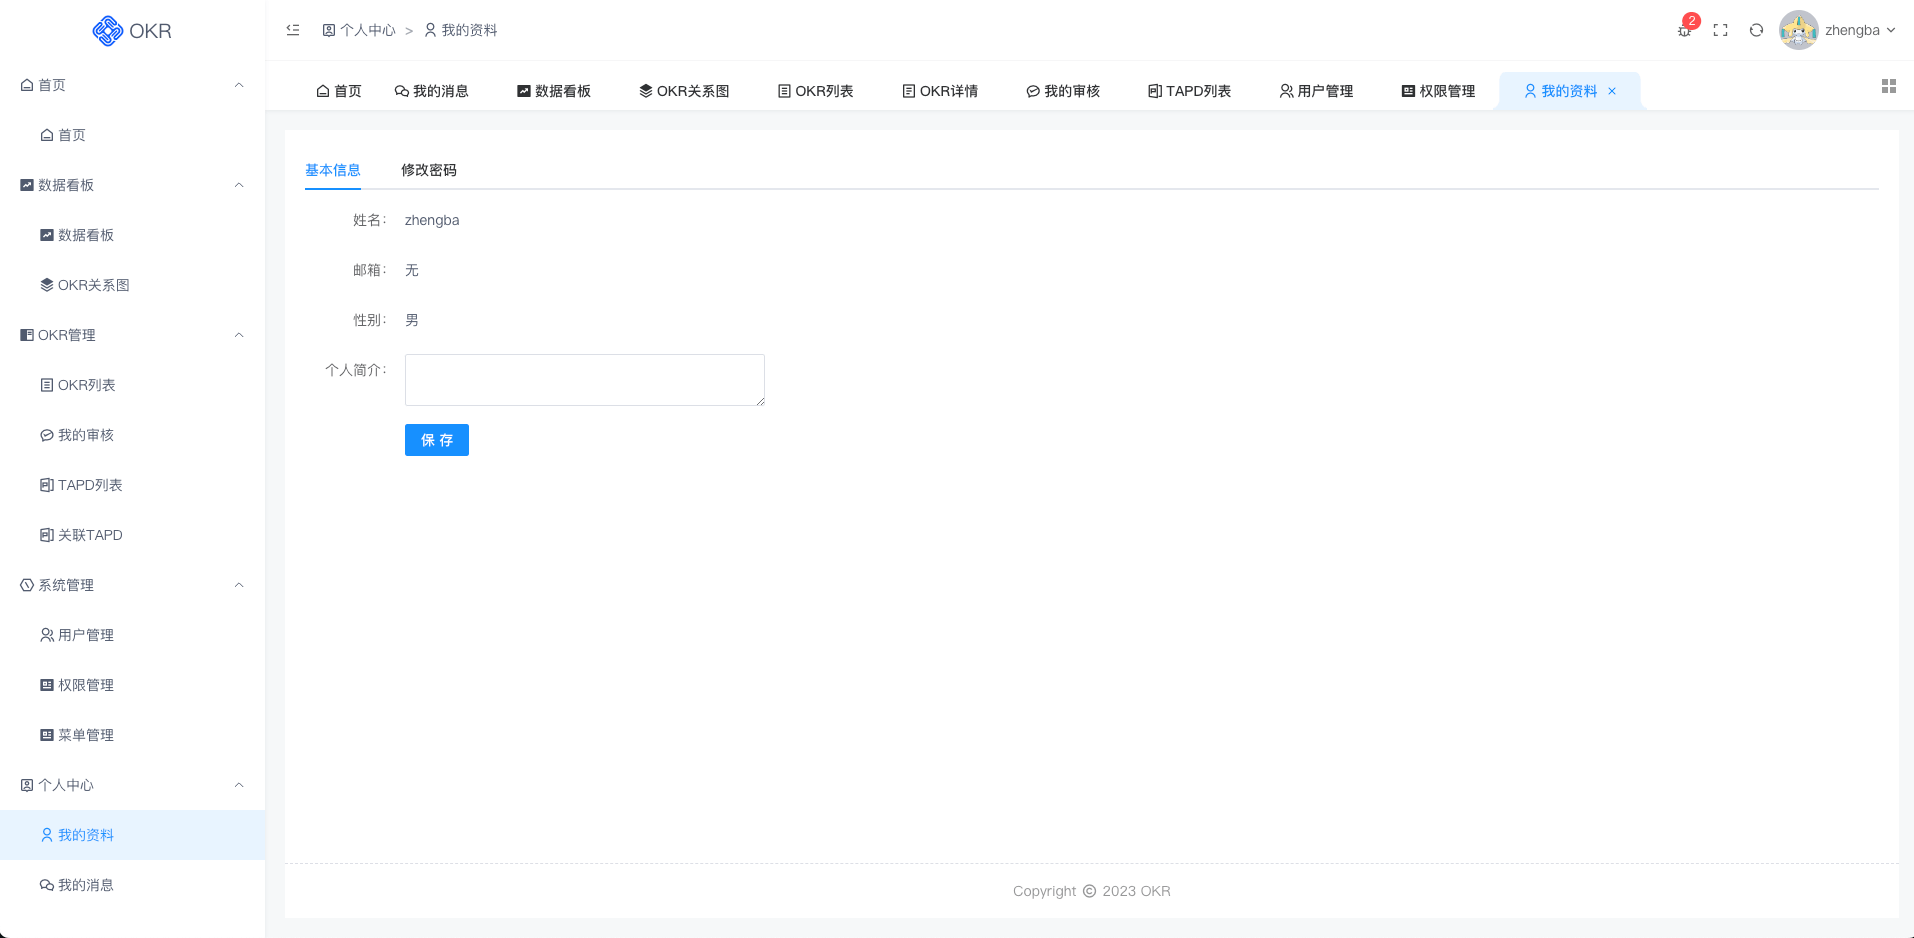 OKR
首页
首页
数据看板
数据看板
OKR关系图
OKR管理
OKR列表
我的审核
TAPD列表
关联TAPD
系统管理
用户管理
权限管理
菜单管理
个人中心
我的资料
我的消息
个人中心 > 我的资料
2
zhengba
首页 我的消息 数据看板 OKR关系图 OKR列表 OKR详情 我的审核 TAPD列表 用户管理 权限管理 我的资料 ×
基本信息 修改密码
姓名： zhengba
邮箱： 无
性别： 男
个人简介：
保 存
Copyright © 2023 OKR